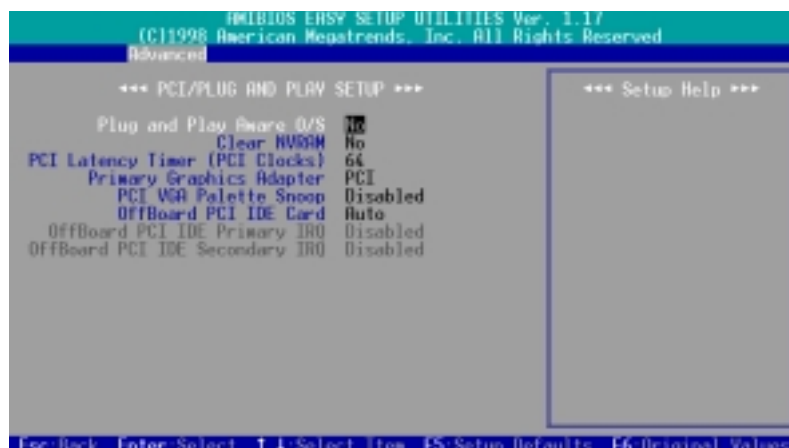 AMIBIOS EASY SETUP UTILITIES Ver. 1.17
(C)1998 American Megatrends, Inc. All Rights Reserved
Advanced
*** PCI/PLUG AND PLAY SETUP ***
*** Setup Help ***
Plug and Play Aware O/S No
Clear NVRAM No
PCI Latency Timer (PCI Clocks) 64
Primary Graphics Adapter PCI
PCI VGA Palette Snoop Disabled
OffBoard PCI IDE Card Auto
OffBoard PCI IDE Primary IRQ Disabled
OffBoard PCI IDE Secondary IRQ Disabled
Esc:Back Enter:Select ↑↓:Select Item F5:Setup Defaults F6:Original Values